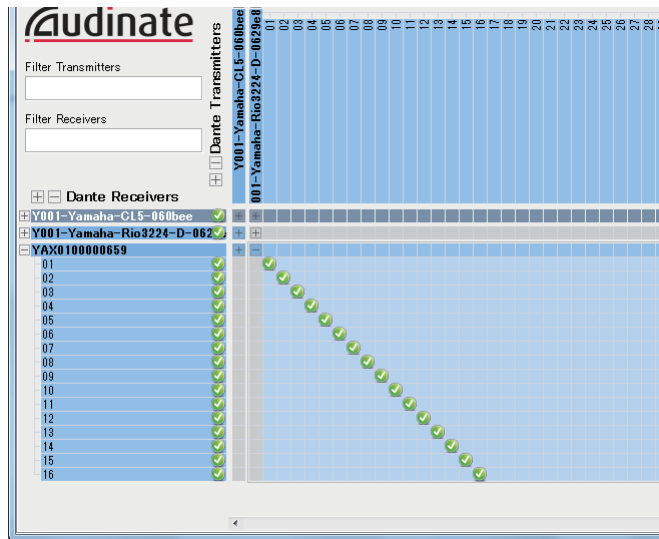 Audinate
Filter Transmitters
Filter Receivers
Dante Transmitters
Y001-Yamaha-CL5-060bee
001-Yamaha-Rio3224-D-0629e8
01 02 03 04 05 06 07 08 09 10 11 12 13 14 15 16 17 18 19 20 21 22 23 24 25 26 27 28
Dante Receivers
Y001-Yamaha-CL5-060bee
Y001-Yamaha-Rio3224-D-062
YAX0100000659
01
02
03
04
05
06
07
08
09
10
11
12
13
14
15
16